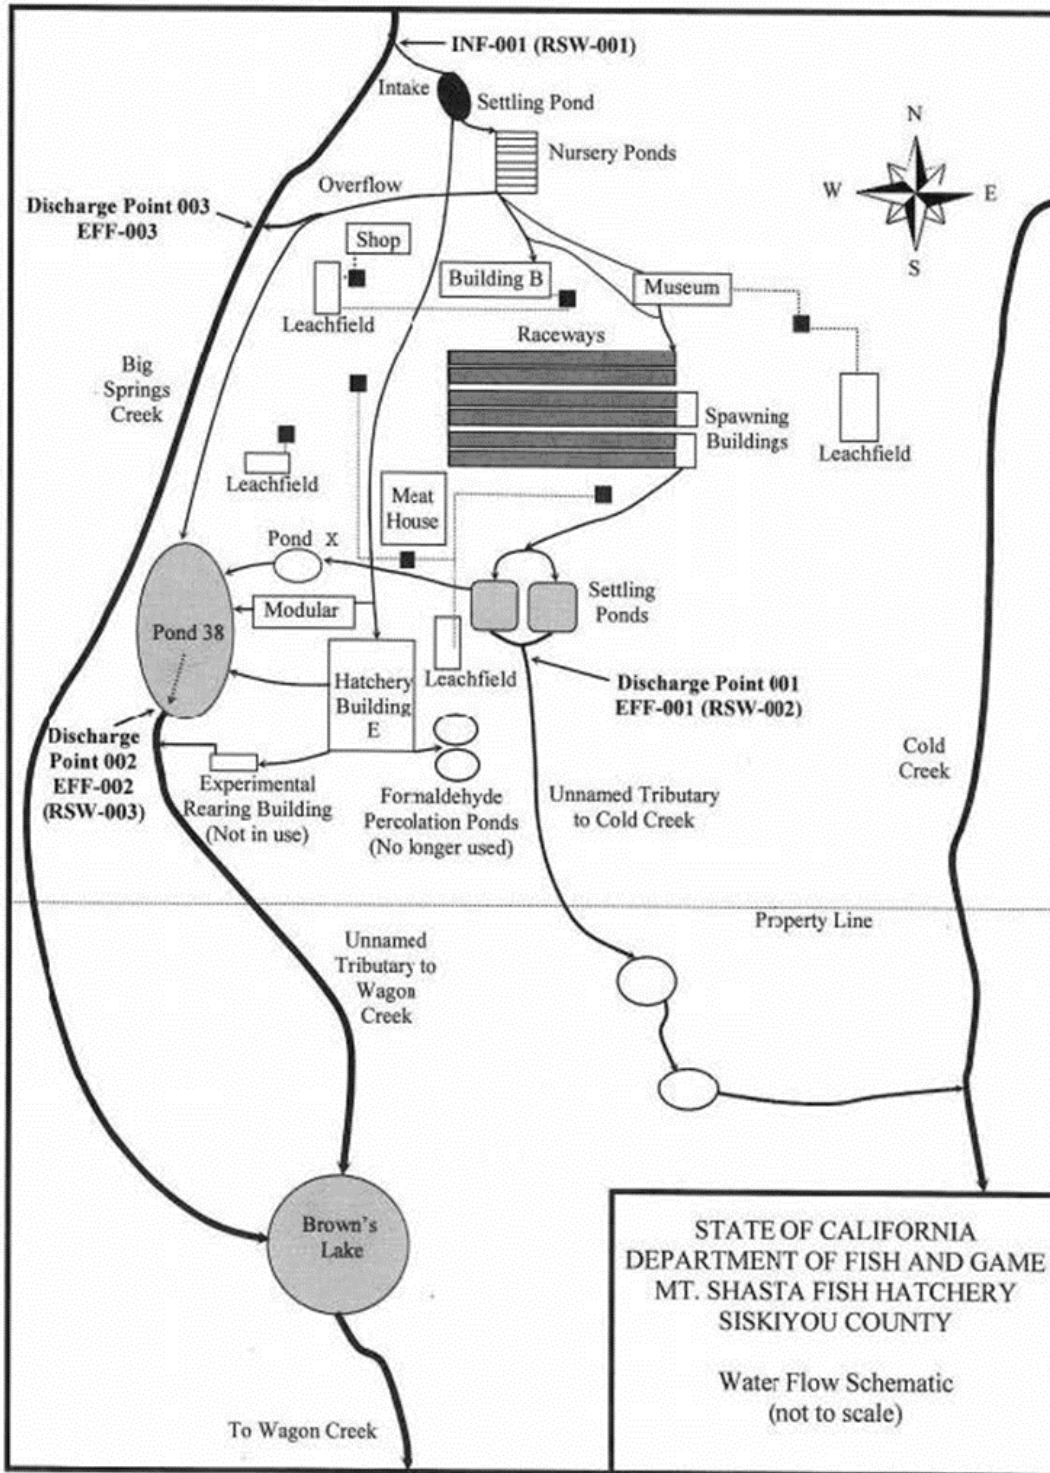 INF-001 (RSW-001)
Intake
Settling Pond
Nursery Ponds
Overflow
Discharge Point 003
EFF-003
N
W
E
S
Shop
Building B
Museum
Leachfield
Raceways
Big
Springs
Creek
Spawning
Buildings
Leachfield
Leachfield
Meat
House
Pond X
Settling
Ponds
Modular
Pond 38
Hatchery
Building
E
Leachfield
Discharge Point 001
EFF-001 (RSW-002)
Discharge
Point 002
EFF-002
(RSW-003)
Cold
Creek
Experimental
Rearing Building
(Not in use)
Formaldehyde
Percolation Ponds
(No longer used)
Unnamed Tributary
to Cold Creek
Property Line
Unnamed
Tributary to
Wagon
Creek
Brown's
Lake
To Wagon Creek
STATE OF CALIFORNIA
DEPARTMENT OF FISH AND GAME
MT. SHASTA FISH HATCHERY
SISKIYOU COUNTY
Water Flow Schematic
(not to scale)